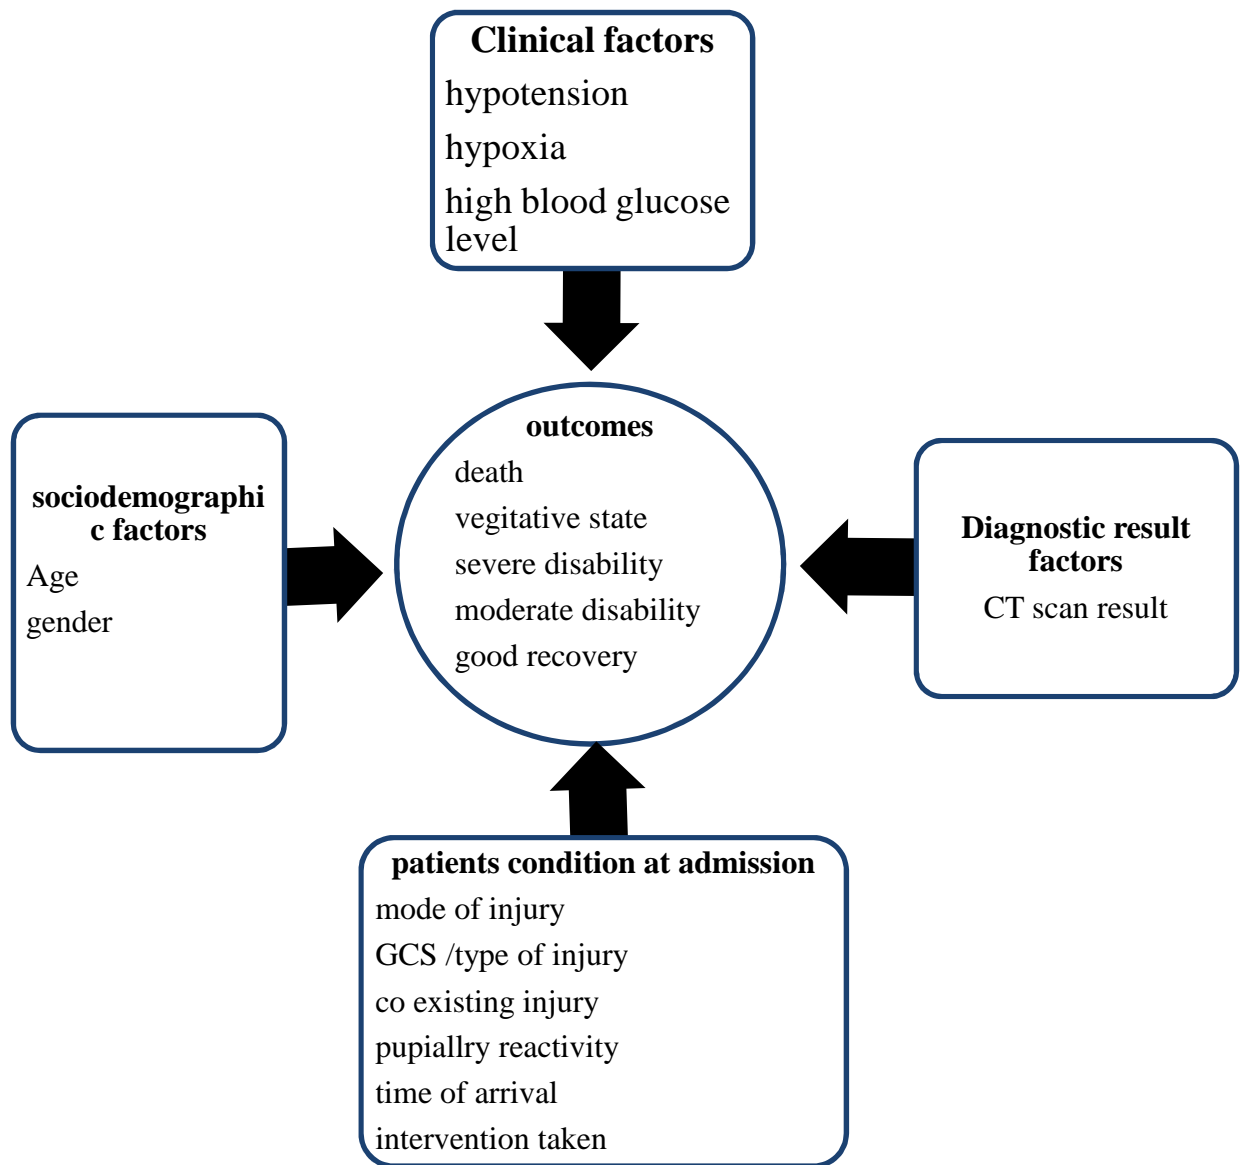 Clinical factors
hypotension
hypoxia
high blood glucose
level
sociodemographi
c factors
Age
gender
outcomes
death
vegitative state
severe disability
moderate disability
good recovery
Diagnostic result
factors
CT scan result
patients condition at admission
mode of injury
GCS /type of injury
co existing injury
pupiallry reactivity
time of arrival
intervention taken